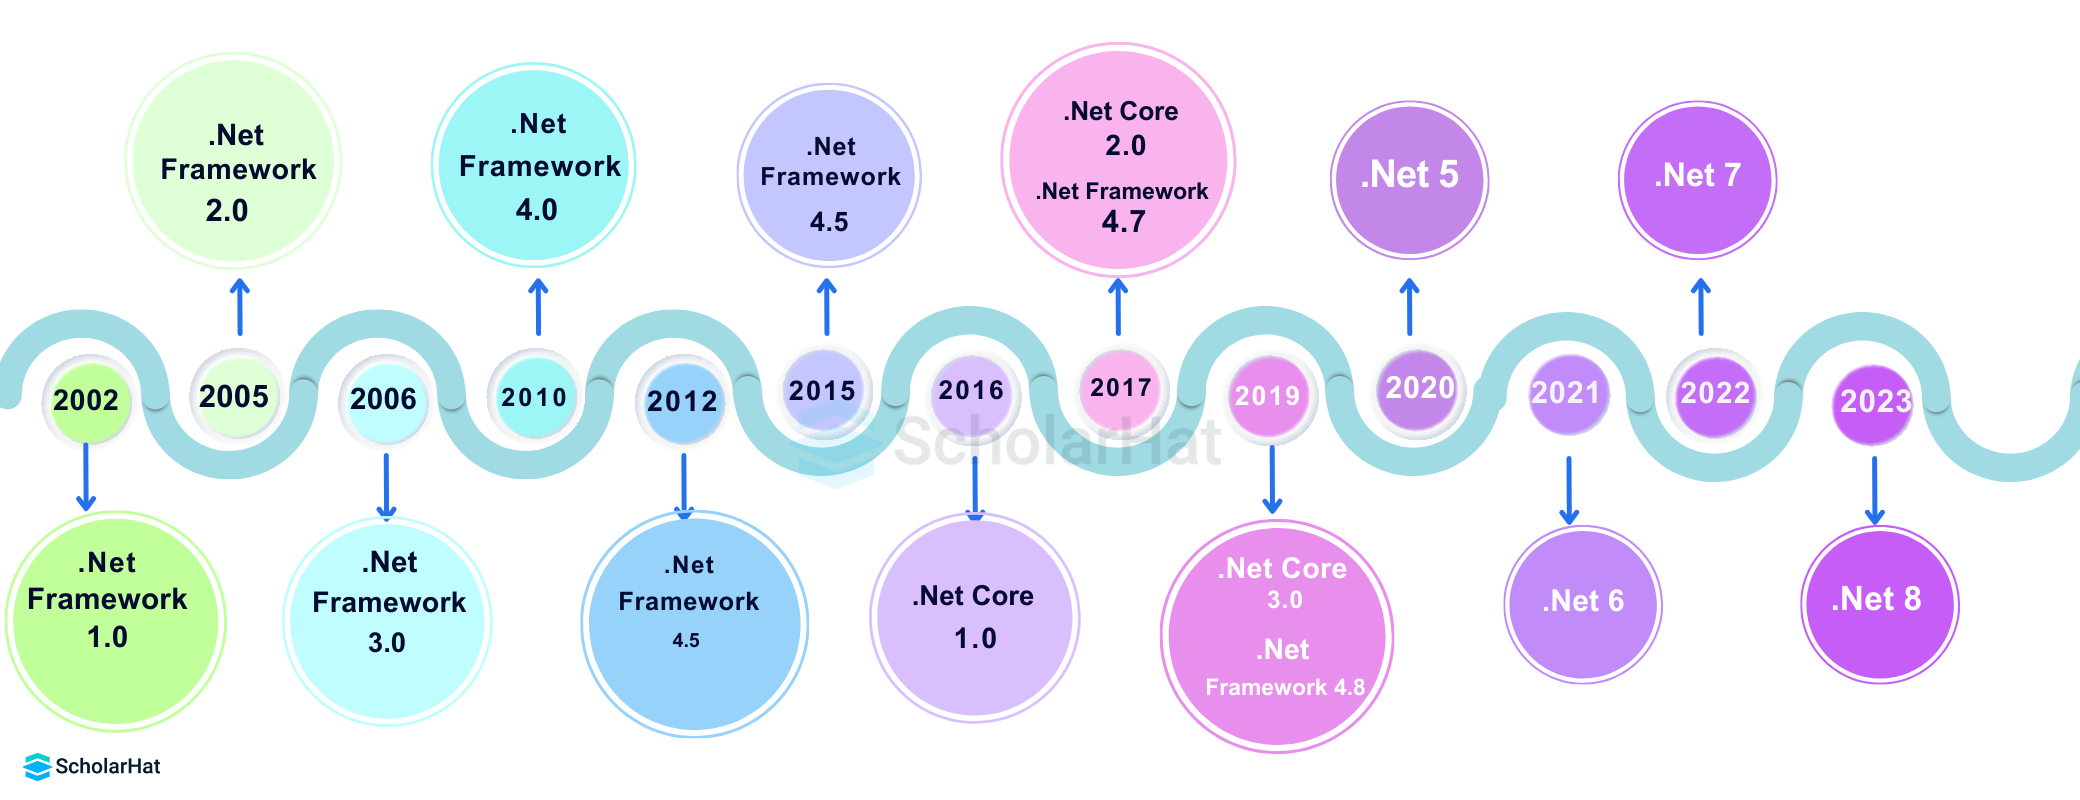 .Net
Framework
2.0
.Net
Framework
4.0
.Net
Framework
4.5
.Net Core
2.0
.Net Framework
4.7
.Net 5
.Net 7
2002
2005
2006
2010
2012
2015
2016
2017
2019
2020
2021
2022
2023
ScholarHat
.Net
Framework
1.0
.Net
Framework
3.0
.Net
Framework
4.5
.Net Core
1.0
.Net Core
3.0
.Net
Framework 4.8
.Net 6
.Net 8
ScholarHat